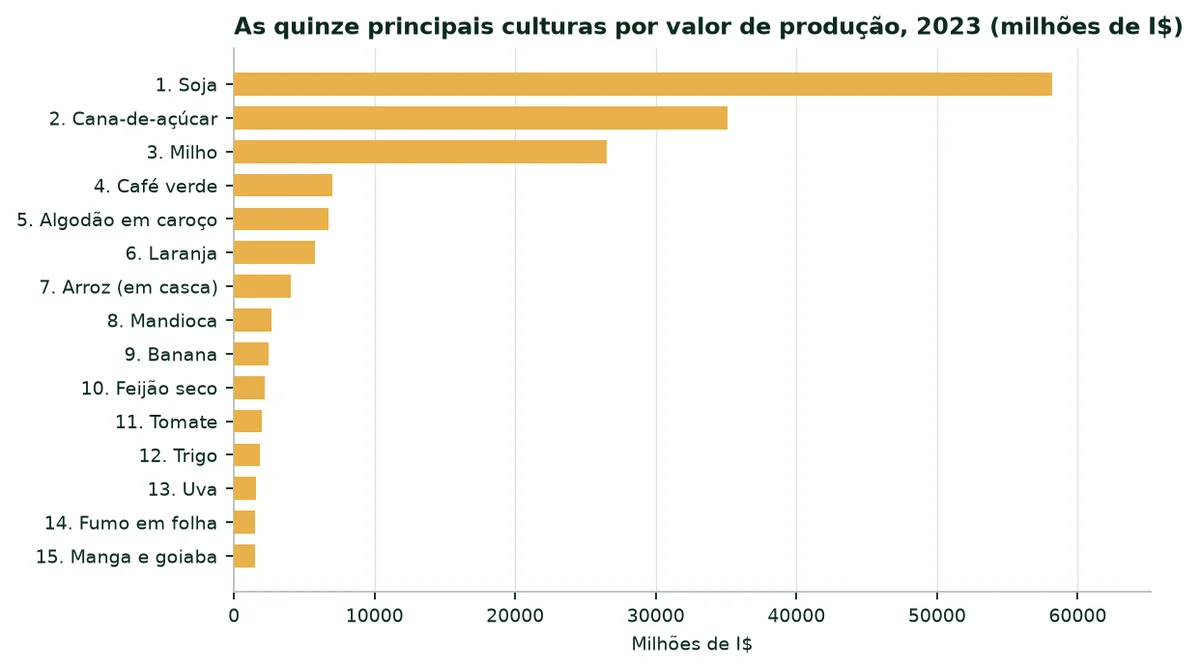 As quinze principais culturas por valor de produção, 2023 (milhões de I$)
1. Soja
2. Cana-de-açúcar
3. Milho
4. Café verde
5. Algodão em caroço
6. Laranja
7. Arroz (em casca)
8. Mandioca
9. Banana
10. Feijão seco
11. Tomate
12. Trigo
13. Uva
14. Fumo em folha
15. Manga e goiaba
0 10000 20000 30000 40000 50000 60000
Milhões de I$